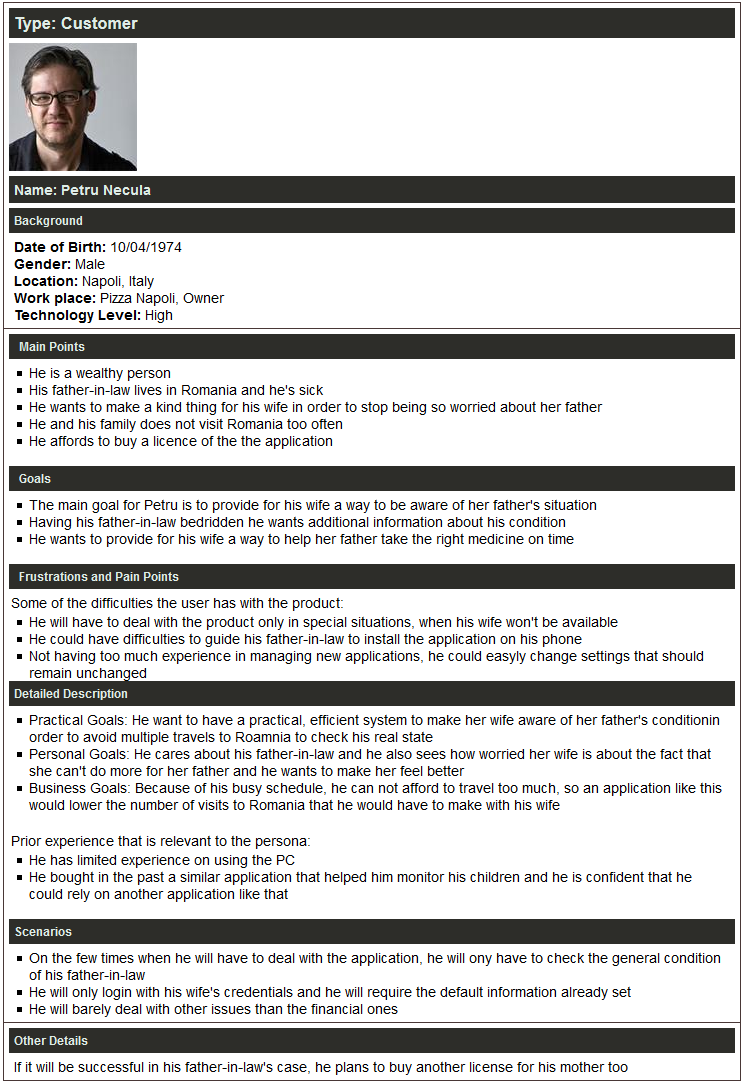 Type: Customer
Name: Petru Necula
Background
Date of Birth: 10/04/1974
Gender: Male
Location: Napoli, Italy
Work place: Pizza Napoli, Owner
Technology Level: High
Main Points
He is a wealthy person
His father-in-law lives in Romania and he's sick
He wants to make a kind thing for his wife in order to stop being so worried about her father
He and his family does not visit Romania too often
He affords to buy a licence of the the application
Goals
The main goal for Petru is to provide for his wife a way to be aware of her father's situation
Having his father-in-law bedridden he wants additional information about his condition
He wants to provide for his wife a way to help her father take the right medicine on time
Frustrations and Pain Points
Some of the difficulties the user has with the product:
He will have to deal with the product only in special situations, when his wife won't be available
He could have difficulties to guide his father-in-law to install the application on his phone
Not having too much experience in managing new applications, he could easyly change settings that should
remain unchanged
Detailed Description
Practical Goals: He want to have a practical, efficient system to make her wife aware of her father's conditionin
order to avoid multiple travels to Roamnia to check his real state
Personal Goals: He cares about his father-in-law and he also sees how worried her wife is about the fact that
she can't do more for her father and he wants to make her feel better
Business Goals: Because of his busy schedule, he can not afford to travel too much, so an application like this
would lower the number of visits to Romania that he would have to make with his wife
Prior experience that is relevant to the persona:
He has limited experience on using the PC
He bought in the past a similar application that helped him monitor his children and he is confident that he
could rely on another application like that
Scenarios
On the few times when he will have to deal with the application, he will ony have to check the general condition
of his father-in-law
He will only login with his wife's credentials and he will require the default information already set
He will barely deal with other issues than the financial ones
Other Details
If it will be successful in his father-in-law's case, he plans to buy another license for his mother too